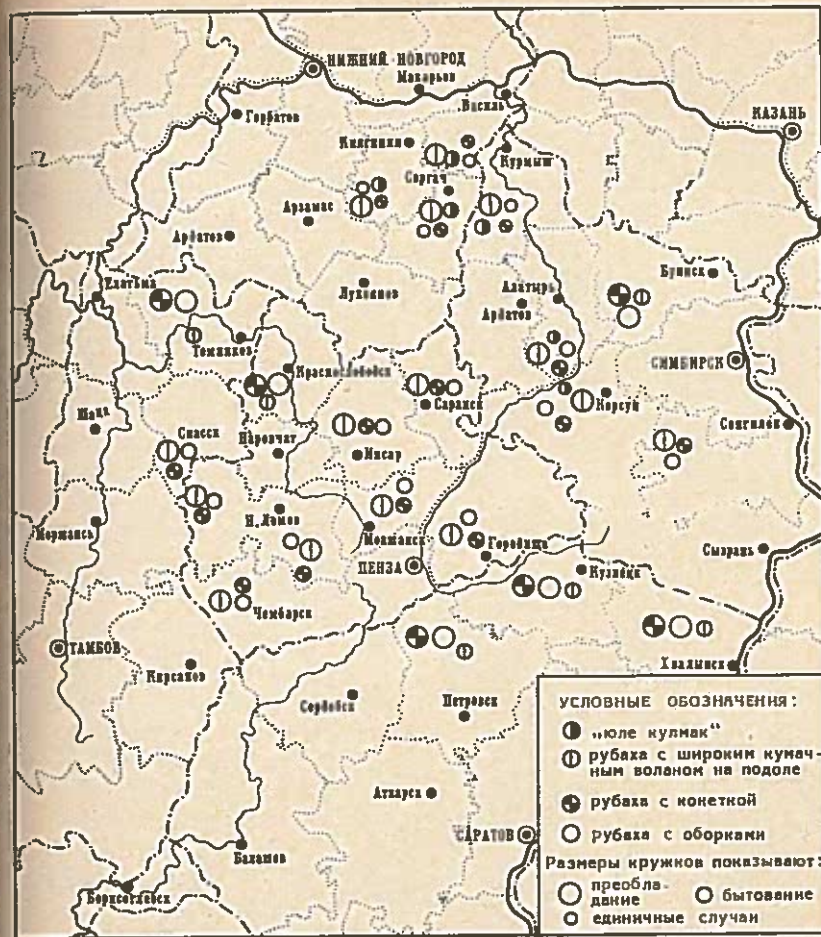 НИЖНИЙ НОВГОРОД
Макарьев
Василь
КАЗАНЬ
Горбатов
Княгинин
Курмыш
Сергач
Арзамас
Ардатов
Буинск
Елатьма
Лукоянов
Алатырь
Ардатов
Темников
СИМБИРСК
Краснослободск
Саранск
Корсун
Сенгилей
Шацк
Спасск
Наровчат
Инсар
Н.Ломов
Моршанск
Мокшанск
Городище
Сызрань
ПЕНЗА
Кузнецк
Чембарск
ТАМБОВ
Хвалынск
Кирсанов
Сердобск
Петровск
Аткарск
САРАТОВ
Балашов
Борисоглебск
УСЛОВНЫЕ ОБОЗНАЧЕНИЯ:
„юле кулмак“
рубаха с широким кумач-
ным воланом на подоле
рубаха с кокеткой
рубаха с оборками
Размеры кружков показывают:
преобла-
дание
бытование
единичные случаи